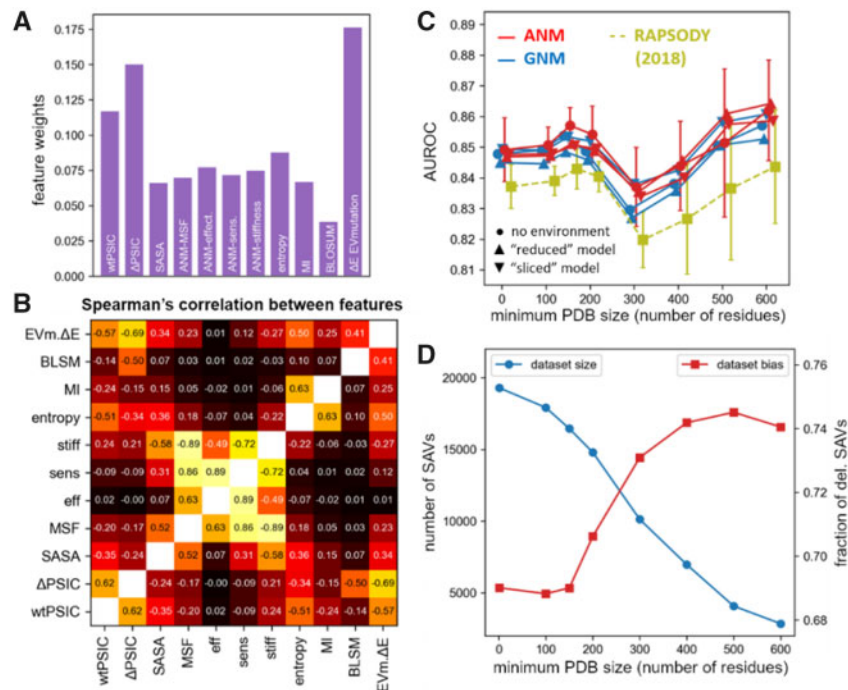 A
0.175
0.150
0.125
0.100
0.075
0.050
0.025
0.000
feature weights
wtPSIC
ΔPSIC
SASA
ANM-MSF
ANM-effect
ANM-sens.
ANM-stiffness
entropy
MI
BLOSUM
ΔE EVmutation
B
Spearman's correlation between features
EVm.ΔE -0.57 -0.69 0.34 0.23 0.01 0.12 -0.27 0.50 0.25 0.41
BLSM -0.14 -0.50 0.07 0.03 0.01 0.02 -0.03 0.10 0.07 0.41
MI -0.24 -0.15 0.15 0.05 -0.02 0.01 -0.06 0.63 0.07 0.25
entropy -0.51 -0.34 0.36 0.18 -0.07 0.04 -0.22 0.63 0.10 0.50
stiff 0.24 0.21 -0.58 -0.89 -0.49 -0.72 -0.22 -0.06 -0.03 -0.27
sens -0.09 -0.09 0.31 0.86 0.89 -0.72 0.04 0.01 0.02 0.12
eff 0.02 -0.00 0.07 0.63 0.89 -0.49 -0.07 -0.02 0.01 0.01
MSF -0.20 -0.17 0.52 0.63 0.86 -0.89 0.18 0.05 0.03 0.23
SASA -0.35 -0.24 0.52 0.07 0.31 -0.58 0.36 0.15 0.07 0.34
ΔPSIC 0.62 -0.24 -0.17 -0.00 -0.09 0.21 -0.34 -0.15 -0.50 -0.69
wtPSIC 0.62 -0.35 -0.20 0.02 -0.09 0.24 -0.51 -0.24 -0.14 -0.57
wtPSIC ΔPSIC SASA MSF eff sens stiff entropy MI BLSM EVm.ΔE
C
0.89
0.88
0.87
0.86
0.85
0.84
0.83
0.82
0.81
AUROC
ANM
GNM
RAPSODY
(2018)
no environment
"reduced" model
"sliced" model
0 100 200 300 400 500 600
minimum PDB size (number of residues)
D
20000
15000
10000
5000
number of SAVs
dataset size
dataset bias
0.76
0.74
0.72
0.70
0.68
fraction of del. SAVs
0 100 200 300 400 500 600
minimum PDB size (number of residues)